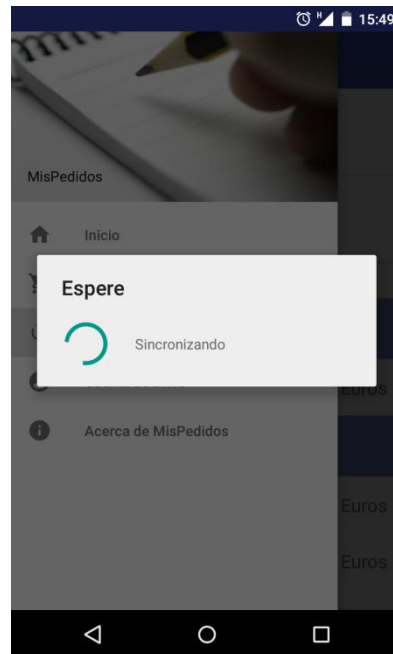 H
15:49
MisPedidos
Inicio
Espere
Sincronizando
Euros
Acerca de MisPedidos
Euros
Euros